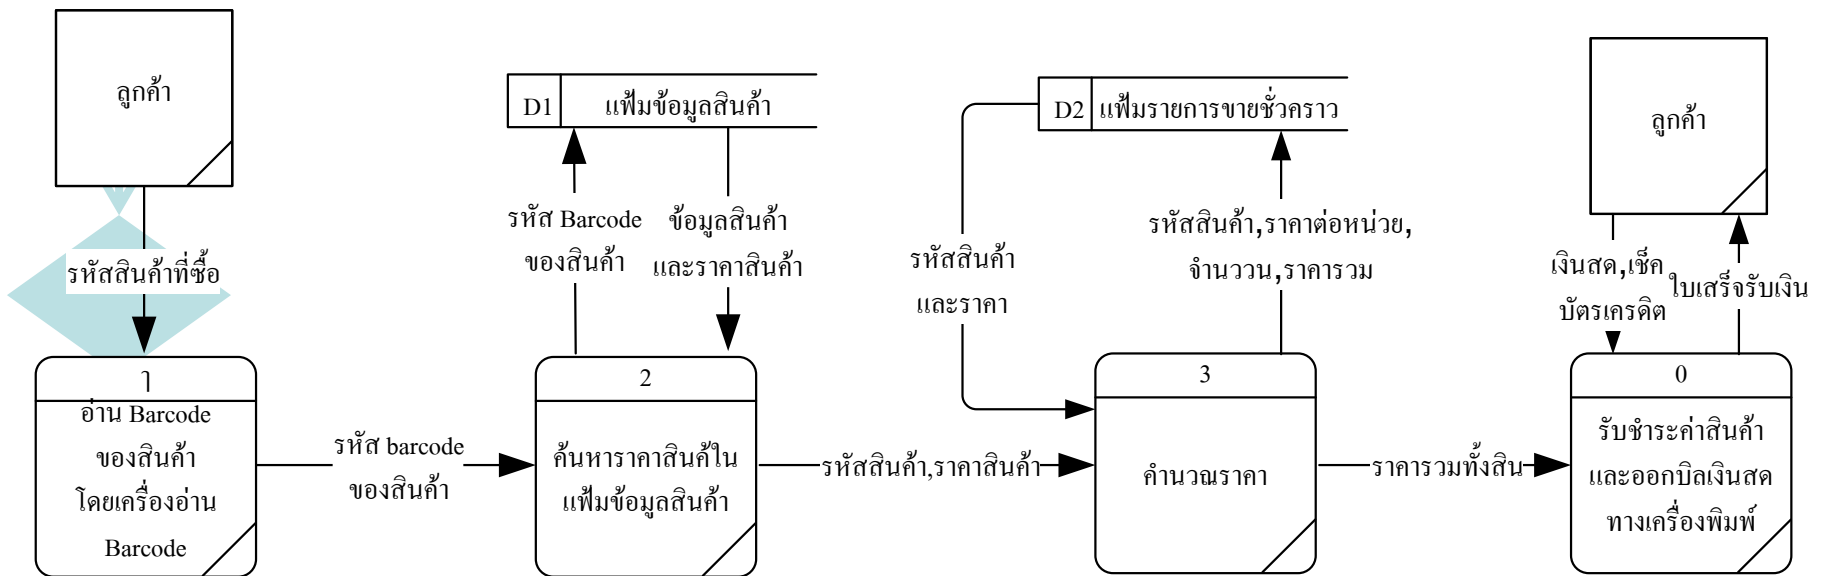 ลูกค้า
รหัสสินค้าที่ซื้อ
D1
แฟ้มข้อมูลสินค้า
รหัส Barcode
ของสินค้า
ข้อมูลสินค้า
และราคาสินค้า
D2
แฟ้มรายการขายชั่วคราว
รหัสสินค้า
และราคา
รหัสสินค้า,ราคาต่อหน่วย,
จำนววน,ราคารวม
ลูกค้า
เงินสด,เช็ค
บัตรเครดิต
ใบเสร็จรับเงิน
ๅ
อ่าน Barcode
ของสินค้า
โดยเครื่องอ่าน
Barcode
รหัส barcode
ของสินค้า
2
ค้นหาราคาสินค้ใน
แฟ้มข้อมูลสินค้า
รหัสสินค้า,ราคาสินค้า
3
คำนวณราคา
ราคารวมทั้งสิน
0
รับชำระค่าสินค้า
และออกบิลเงินสด
ทางเครื่องพิมพ์